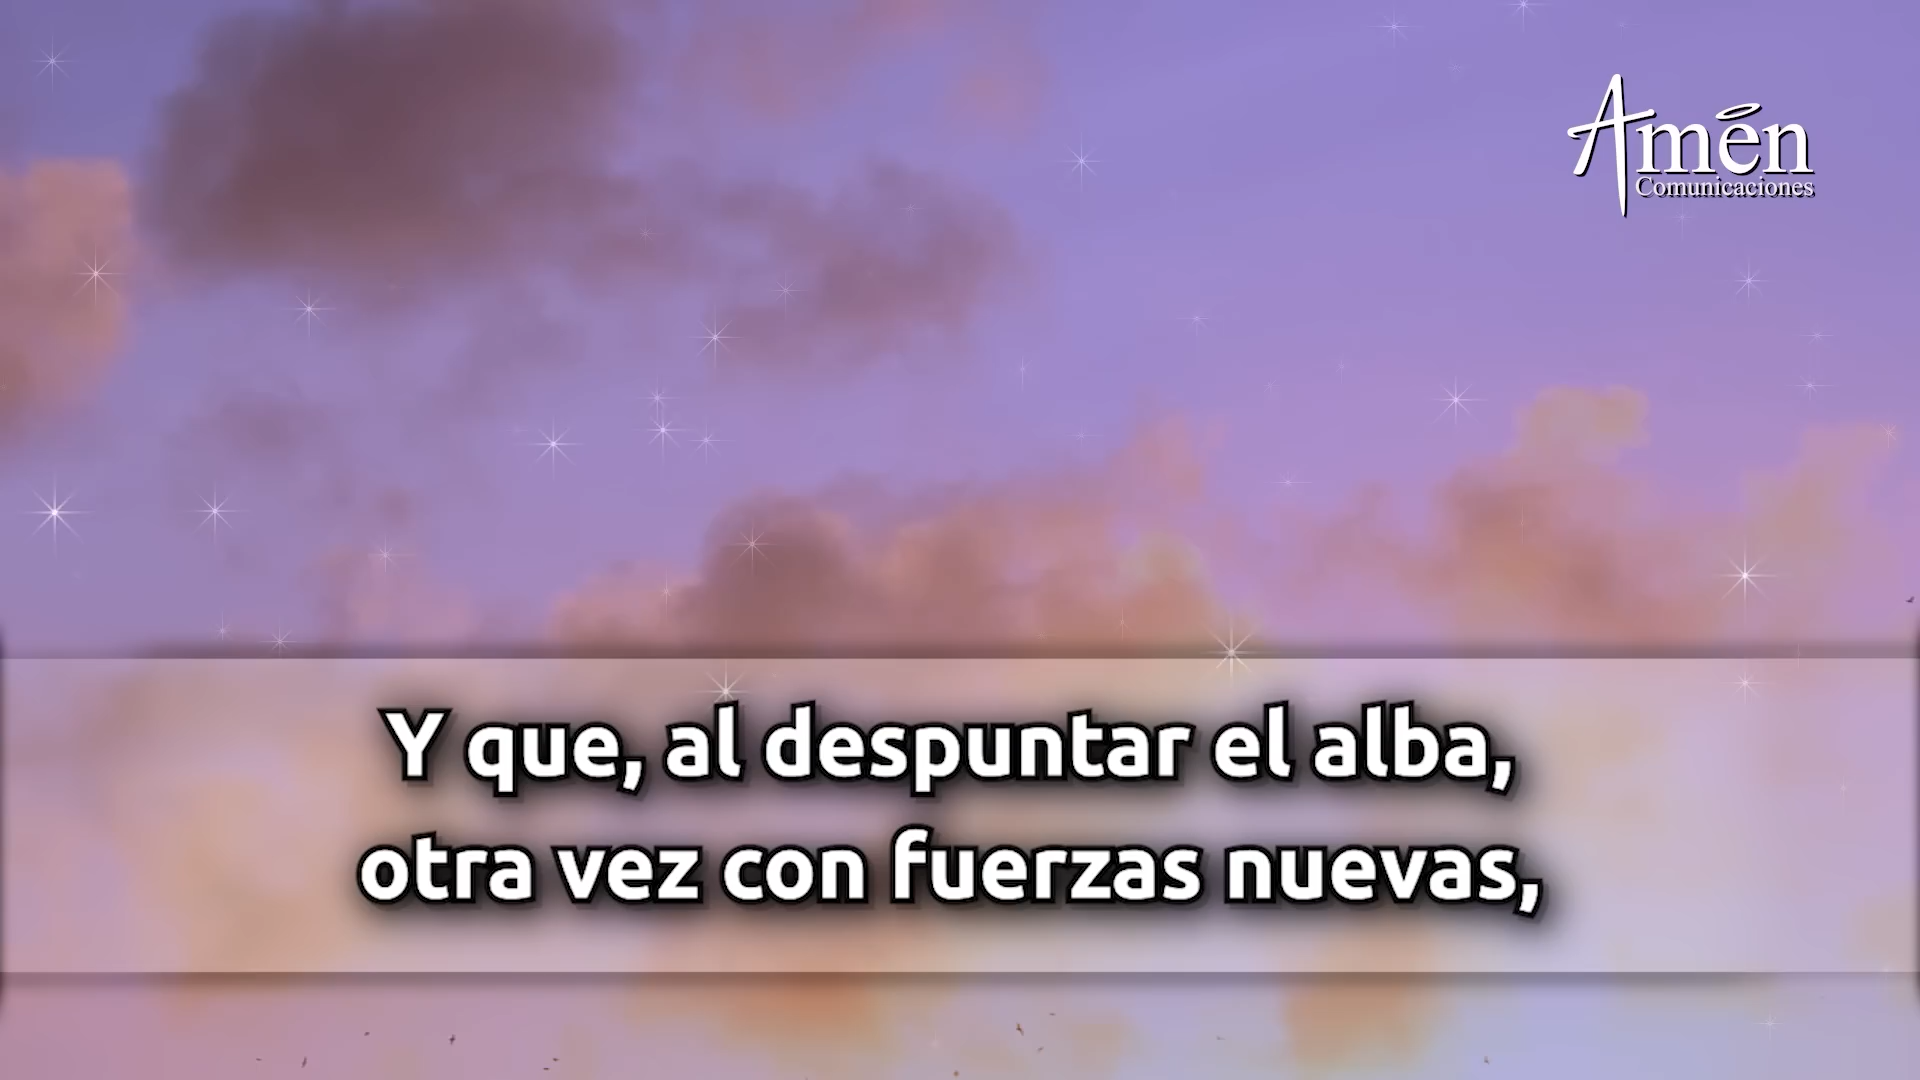 Amén
Comunicaciones
Y que, al despuntar el alba,
otra vez con fuerzas nuevas,